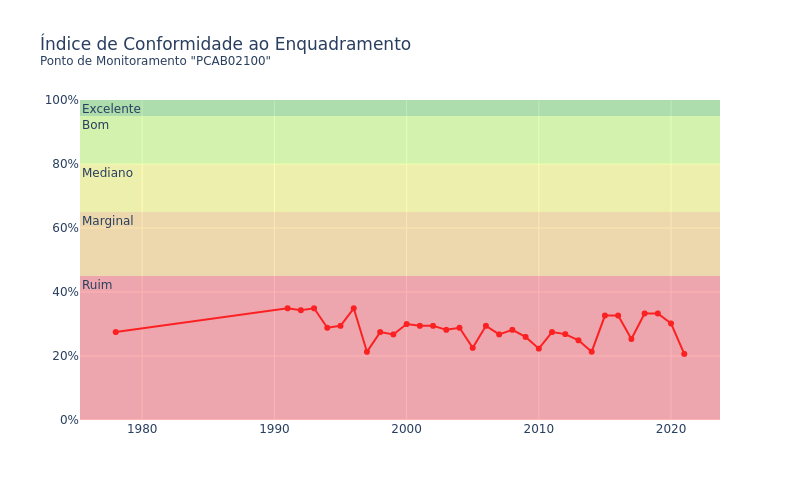 Índice de Conformidade ao Enquadramento
Ponto de Monitoramento "PCAB02100"
100%
Excelente
Bom
80%
Mediano
Marginal
60%
Ruim
40%
20%
0%
1980 1990 2000 2010 2020